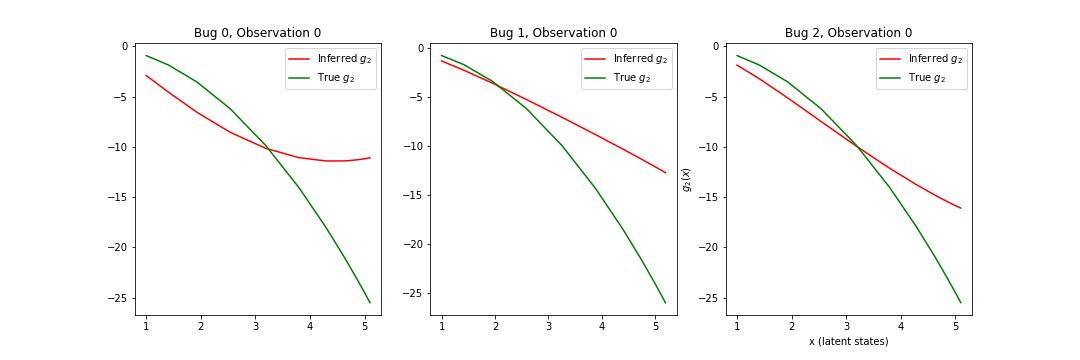 Bug 0, Observation 0
Inferred g₂
True g₂
0
−5
−10
−15
−20
−25
1 2 3 4 5
Bug 1, Observation 0
Inferred g₂
True g₂
0
−5
−10
−15
−20
−25
1 2 3 4 5
Bug 2, Observation 0
Inferred g₂
True g₂
g₂(x)
0
−5
−10
−15
−20
−25
1 2 3 4 5
x (latent states)